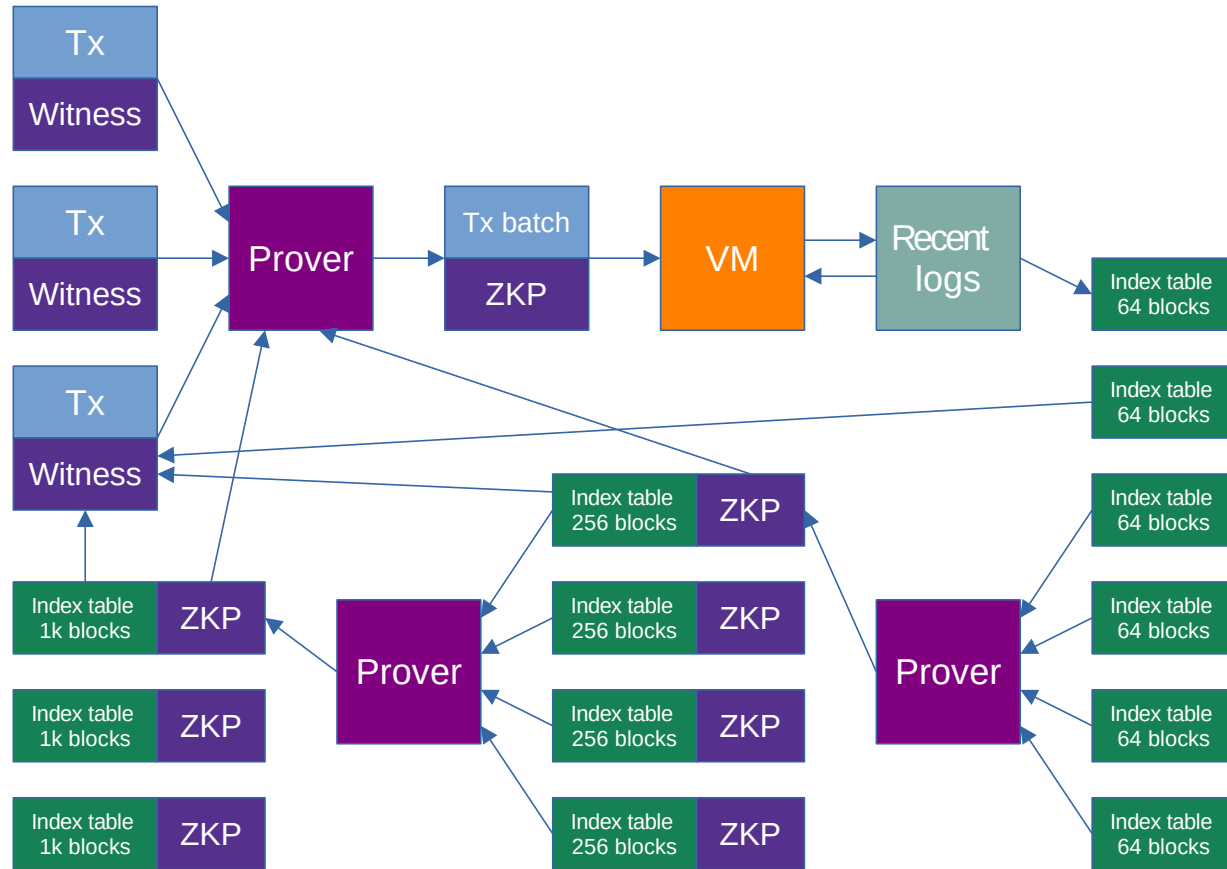 Tx
Witness
Tx
Witness
Prover
Tx batch
ZKP
VM
Recent
logs
Index table
64 blocks
Tx
Witness
Index table
64 blocks
Index table
256 blocks
ZKP
Index table
64 blocks
Index table
1k blocks
ZKP
Prover
Index table
256 blocks
ZKP
Prover
Index table
64 blocks
Index table
1k blocks
ZKP
Index table
256 blocks
ZKP
Index table
64 blocks
Index table
1k blocks
ZKP
Index table
256 blocks
ZKP
Index table
64 blocks